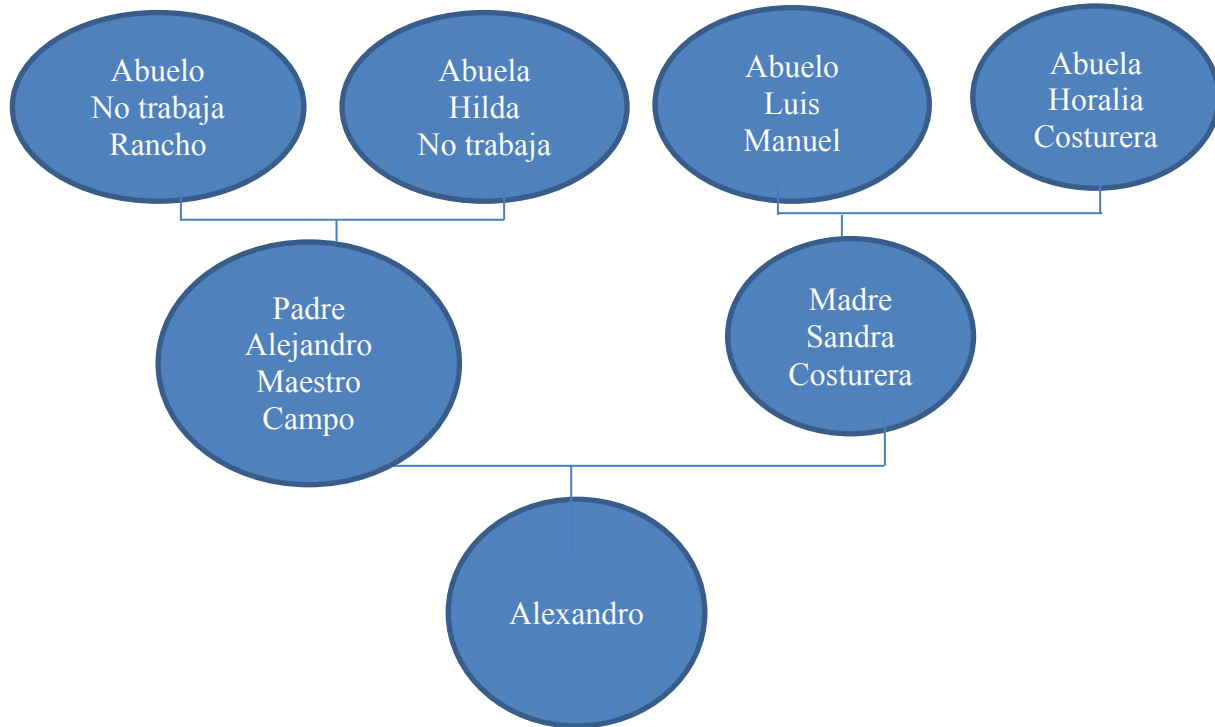 Abuelo
No trabaja
Rancho
Abuela
Hilda
No trabaja
Abuelo
Luis
Manuel
Abuela
Horalia
Costurera
Padre
Alejandro
Maestro
Campo
Madre
Sandra
Costurera
Alexandro